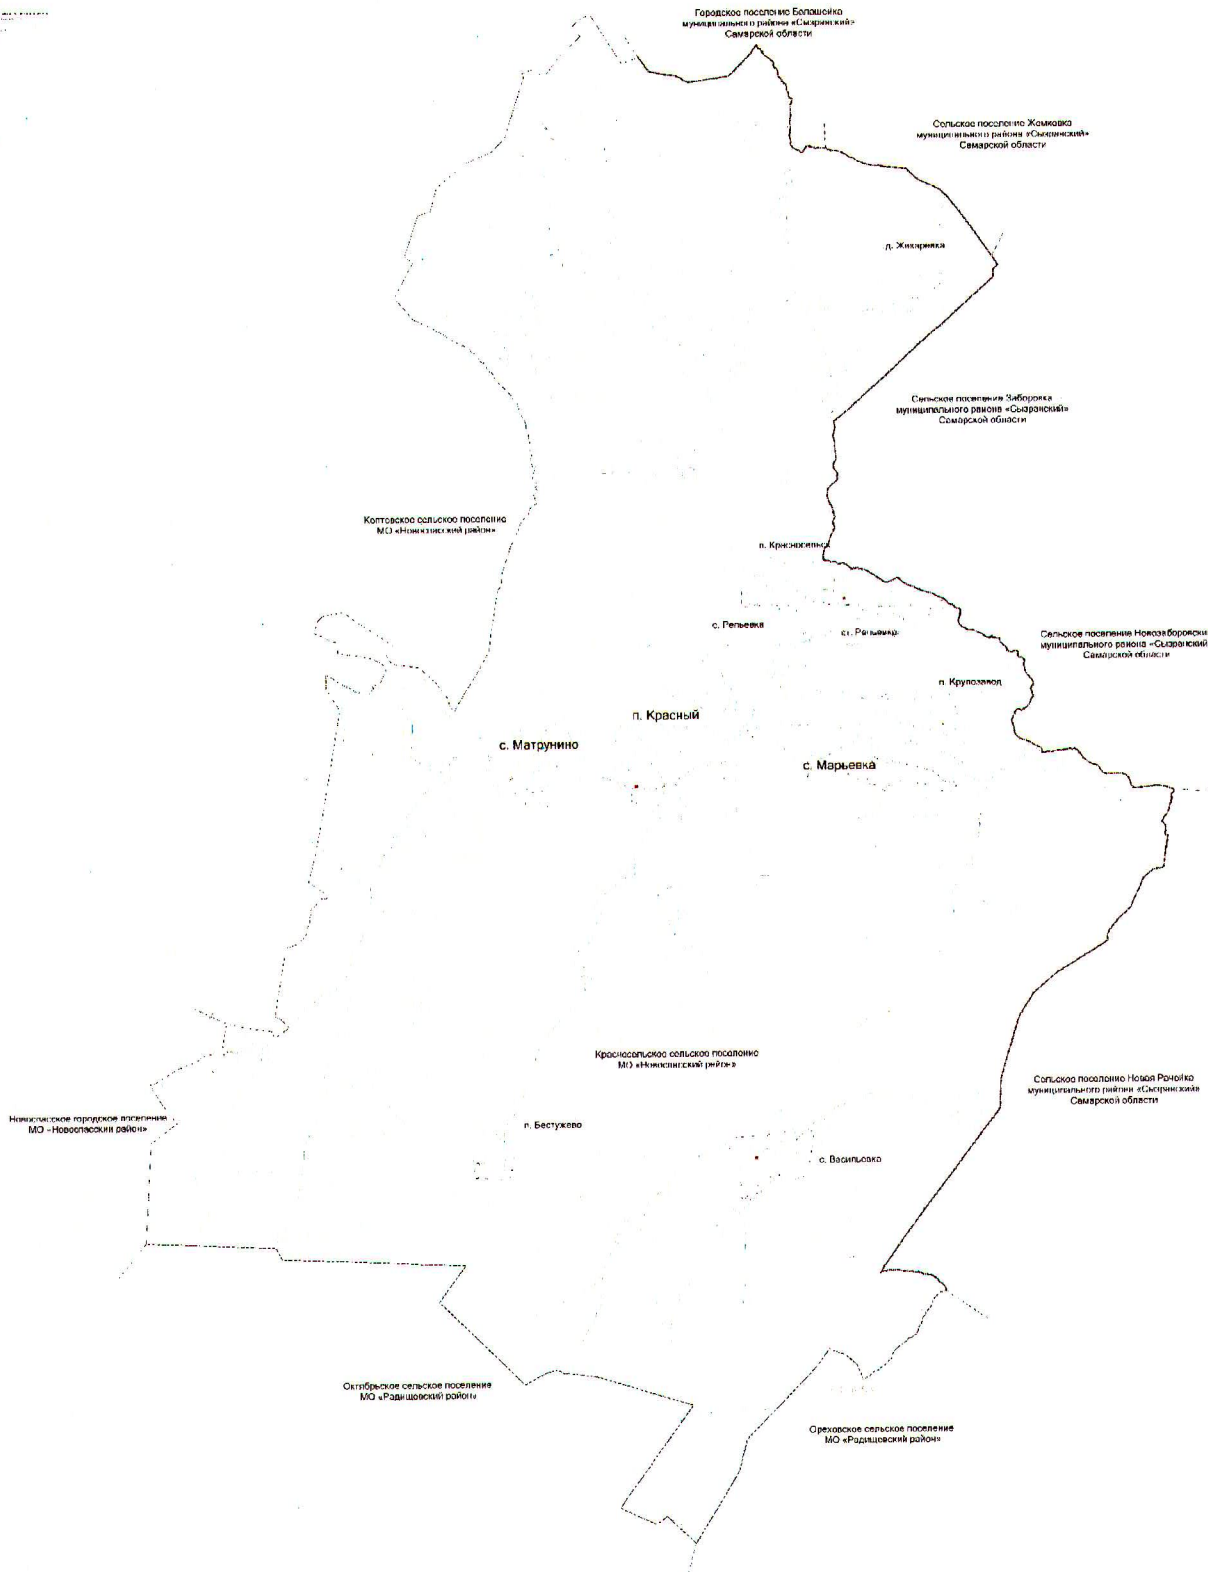 Городское поселение Балашейка
муниципального района «Сызранский»
Самарской области
Сельское поселение Жемковка
муниципального района «Сызранский»
Самарской области
д. Жихаревка
Сельское поселение Заборовка
муниципального района «Сызранский»
Самарской области
Коптевское сельское поселение
МО «Новоспасский район»
п. Красносельск
с. Репьевка
ст. Репьевка
Сельское поселение Новозаборовски
муниципального района «Сызранский
Самарской области
п. Крупозавод
п. Красный
с. Матрунино
с. Марьевка
Красносельское сельское поселение
МО «Новоспасский район»
Сельское поселение Новая Рачейка
муниципального района «Сызранский»
Самарской области
Новоспасское городское поселение
МО «Новоспасский район»
п. Бестужево
с. Васильевка
Октябрьское сельское поселение
МО «Радищевский район»
Ореховское сельское поселение
МО «Радищевский район»